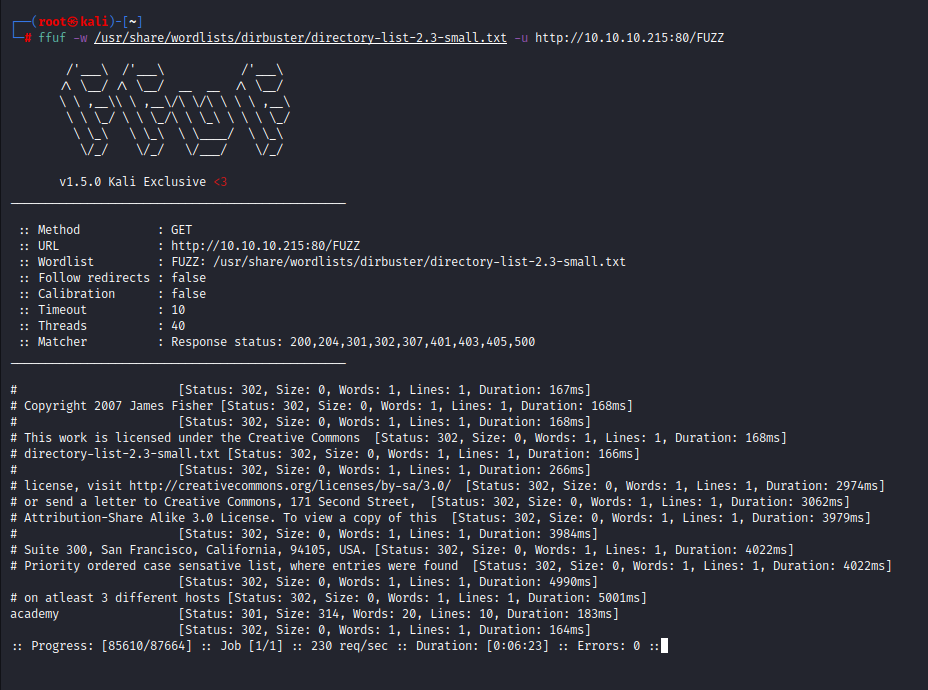 ┌──(root㉿kali)-[~]
└─# ffuf -w /usr/share/wordlists/dirbuster/directory-list-2.3-small.txt -u http://10.10.10.215:80/FUZZ
v1.5.0 Kali Exclusive <3
:: Method : GET
:: URL : http://10.10.10.215:80/FUZZ
:: Wordlist : FUZZ: /usr/share/wordlists/dirbuster/directory-list-2.3-small.txt
:: Follow redirects : false
:: Calibration : false
:: Timeout : 10
:: Threads : 40
:: Matcher : Response status: 200,204,301,302,307,401,403,405,500
# [Status: 302, Size: 0, Words: 1, Lines: 1, Duration: 167ms]
# Copyright 2007 James Fisher [Status: 302, Size: 0, Words: 1, Lines: 1, Duration: 168ms]
# [Status: 302, Size: 0, Words: 1, Lines: 1, Duration: 168ms]
# This work is licensed under the Creative Commons [Status: 302, Size: 0, Words: 1, Lines: 1, Duration: 168ms]
# directory-list-2.3-small.txt [Status: 302, Size: 0, Words: 1, Lines: 1, Duration: 166ms]
# [Status: 302, Size: 0, Words: 1, Lines: 1, Duration: 266ms]
# license, visit http://creativecommons.org/licenses/by-sa/3.0/ [Status: 302, Size: 0, Words: 1, Lines: 1, Duration: 2974ms]
# or send a letter to Creative Commons, 171 Second Street, [Status: 302, Size: 0, Words: 1, Lines: 1, Duration: 3062ms]
# Attribution-Share Alike 3.0 License. To view a copy of this [Status: 302, Size: 0, Words: 1, Lines: 1, Duration: 3979ms]
# [Status: 302, Size: 0, Words: 1, Lines: 1, Duration: 3984ms]
# Suite 300, San Francisco, California, 94105, USA. [Status: 302, Size: 0, Words: 1, Lines: 1, Duration: 4022ms]
# Priority ordered case sensative list, where entries were found [Status: 302, Size: 0, Words: 1, Lines: 1, Duration: 4022ms]
[Status: 302, Size: 0, Words: 1, Lines: 1, Duration: 4990ms]
# on atleast 3 different hosts [Status: 302, Size: 0, Words: 1, Lines: 1, Duration: 5001ms]
academy [Status: 301, Size: 314, Words: 20, Lines: 10, Duration: 183ms]
[Status: 302, Size: 0, Words: 1, Lines: 1, Duration: 164ms]
:: Progress: [85610/87664] :: Job [1/1] :: 230 req/sec :: Duration: [0:06:23] :: Errors: 0 ::